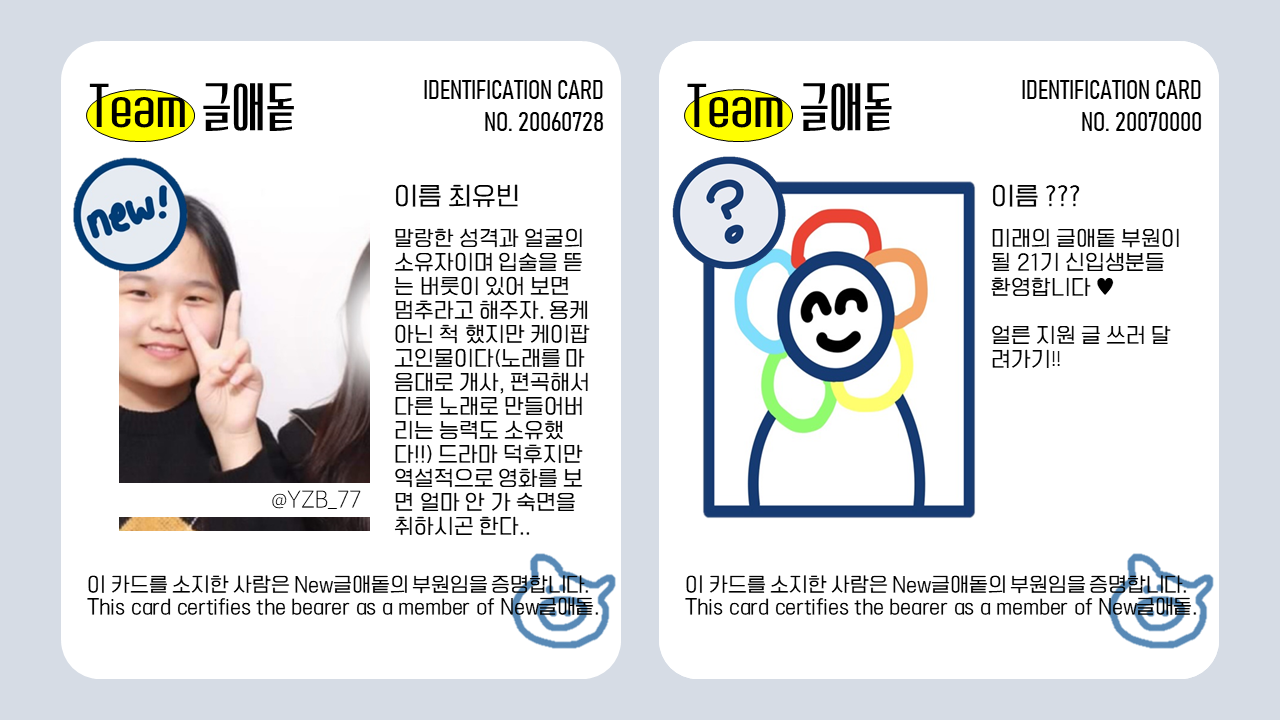 Team 글애돝
IDENTIFICATION CARD
NO. 20060728
new!
이름 최유빈
말랑한 성격과 얼굴의
소유자이며 입술을 뜯
는 버릇이 있어 보면
멈추라고 해주자. 용케
아닌 척 했지만 케이팝
고인물이다(노래를 마
음대로 개사, 편곡해서
다른 노래로 만들어버
리는 능력도 소유했
다!!) 드라마 덕후지만
역설적으로 영화를 보
면 얼마 안 가 숙면을
취하시곤 한다..
@YZB_77
이 카드를 소지한 사람은 New글애돝의 부원임을 증명합니다.
This card certifies the bearer as a member of New글애돝.
Team 글애돝
IDENTIFICATION CARD
NO. 20070000
?
이름 ???
미래의 글애돝 부원이
될 21기 신입생분들
환영합니다 ♥
얼른 지원 글 쓰러 달
려가기!!
이 카드를 소지한 사람은 New글애돝의 부원임을 증명합니다.
This card certifies the bearer as a member of New글애돝.